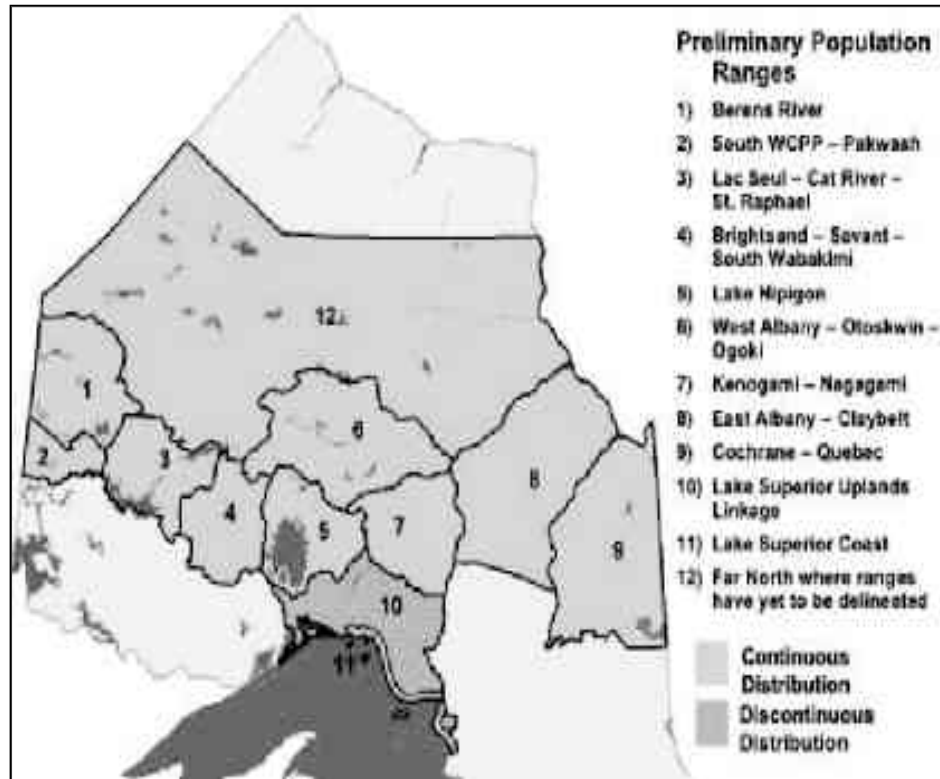 Preliminary Population
Ranges
1) Berens River
2) South WCPP – Pakwash
3) Lac Seul – Cat River –
St. Raphael
4) Brightsand – Savant –
South Wabakimi
5) Lake Nipigon
6) West Albany – Otoskwin –
Ogoki
7) Kenogami – Nagagami
8) East Albany – Claybelt
9) Cochrane – Quebec
10) Lake Superior Uplands
Linkage
11) Lake Superior Coast
12) Far North where ranges
have yet to be delineated
Continuous
Distribution
Discontinuous
Distribution
12
1
6
2
3
8
4
5
7
9
10
11